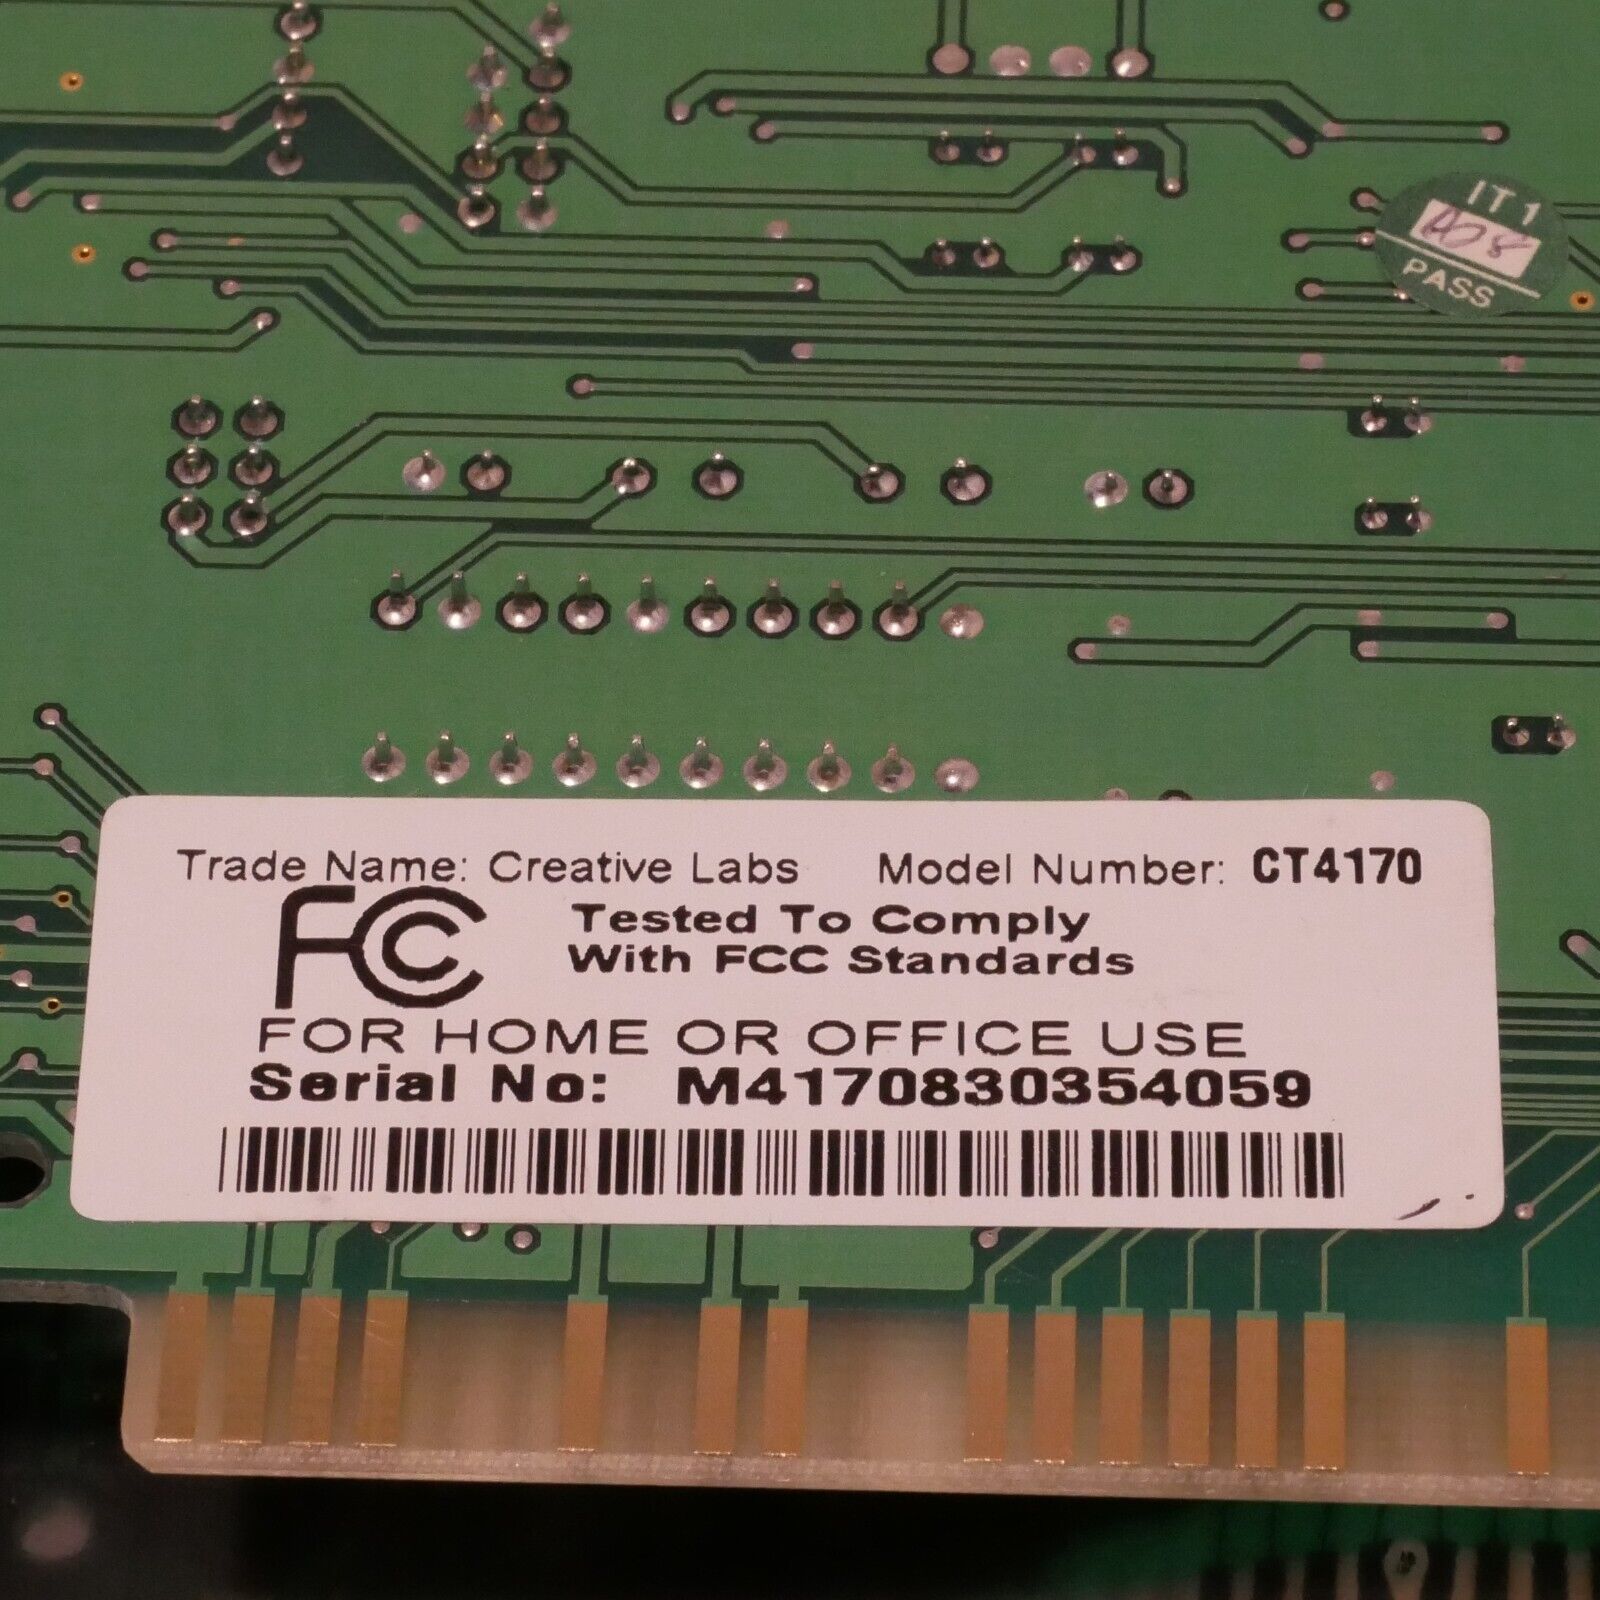 IT 1
PASS
Trade Name: Creative Labs Model Number: CT4170
FCC Tested To Comply
With FCC Standards
FOR HOME OR OFFICE USE
Serial No: M4170830354059